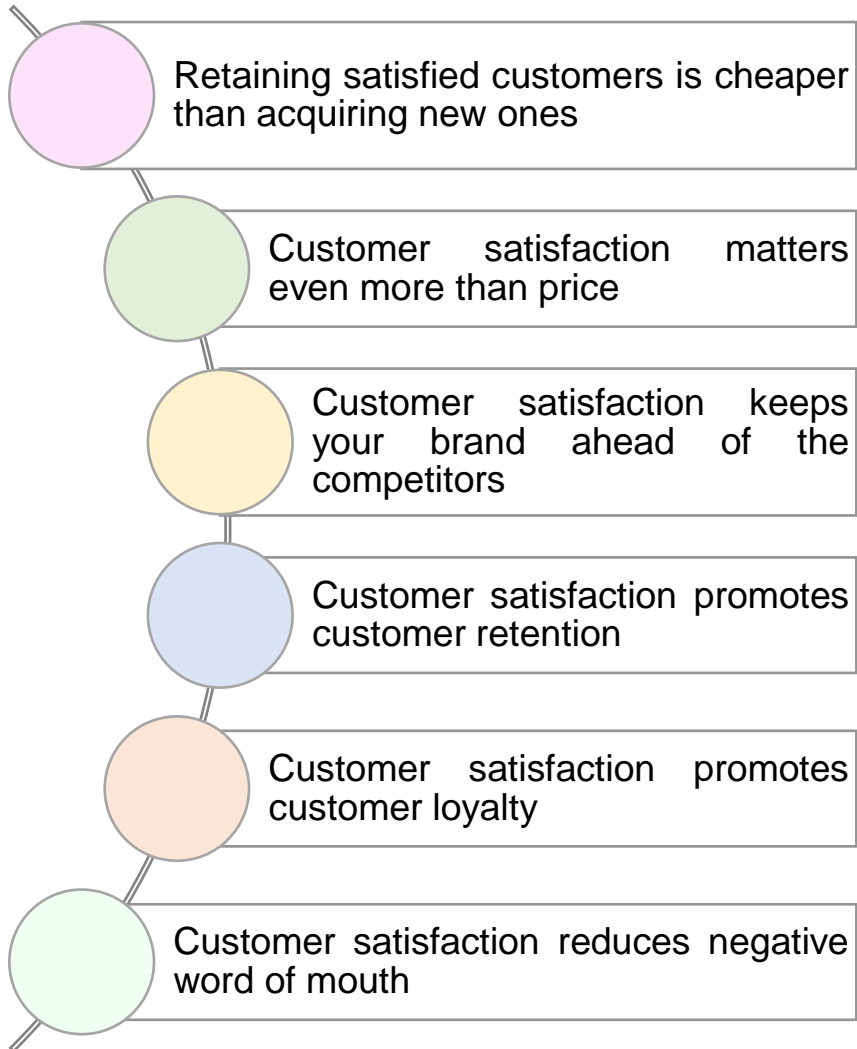 Retaining satisfied customers is cheaper
than acquiring new ones
Customer satisfaction matters
even more than price
Customer satisfaction keeps
your brand ahead of the
competitors
Customer satisfaction promotes
customer retention
Customer satisfaction promotes
customer loyalty
Customer satisfaction reduces negative
word of mouth